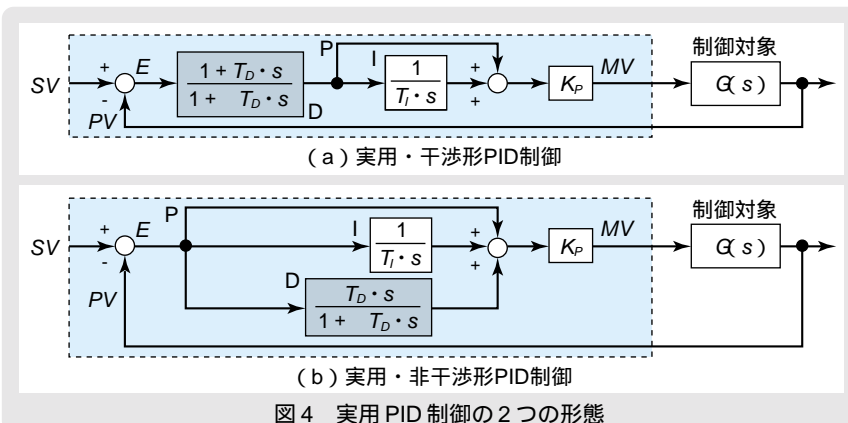 P
I
制御対象
SV
+
-
E
1 + T_D・s
1 +   T_D・s
D
1
T_I・s
+
+
K_P
MV
G( s )
PV
(a)実用・干渉形PID制御
P
制御対象
SV
+
-
E
I
1
T_I・s
+
+
K_P
MV
G( s )
PV
D
T_D・s
1 +   T_D・s
(b)実用・非干渉形PID制御
図4 実用PID制御の2つの形態